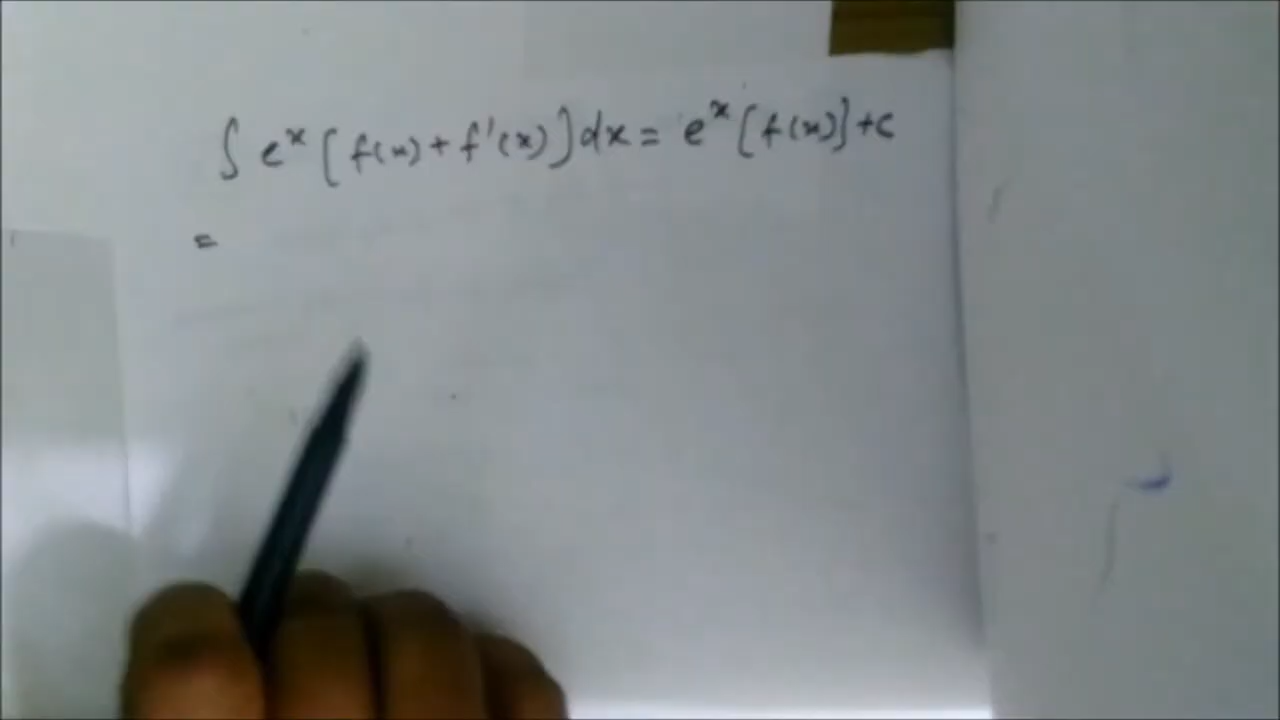 ∫ eˣ [f(x) + f'(x)] dx = eˣ [f(x)] + c
=